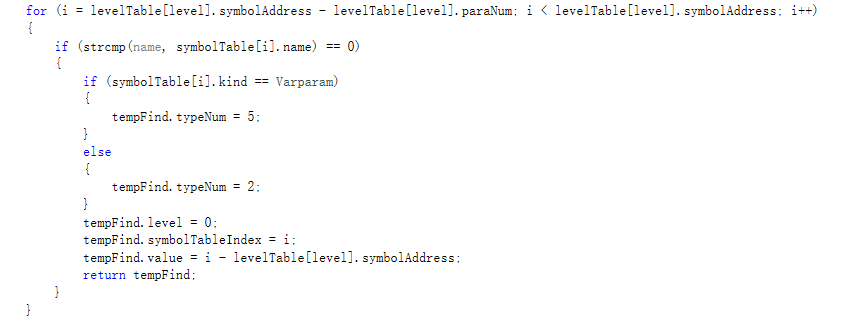 for (i = levelTable[level].symbolAddress - levelTable[level].paraNum; i < levelTable[level].symbolAddress; i++)
{
if (strcmp(name, symbolTable[i].name) == 0)
{
if (symbolTable[i].kind == Varparam)
{
tempFind.typeNum = 5;
}
else
{
tempFind.typeNum = 2;
}
tempFind.level = 0;
tempFind.symbolTableIndex = i;
tempFind.value = i - levelTable[level].symbolAddress;
return tempFind;
}
}